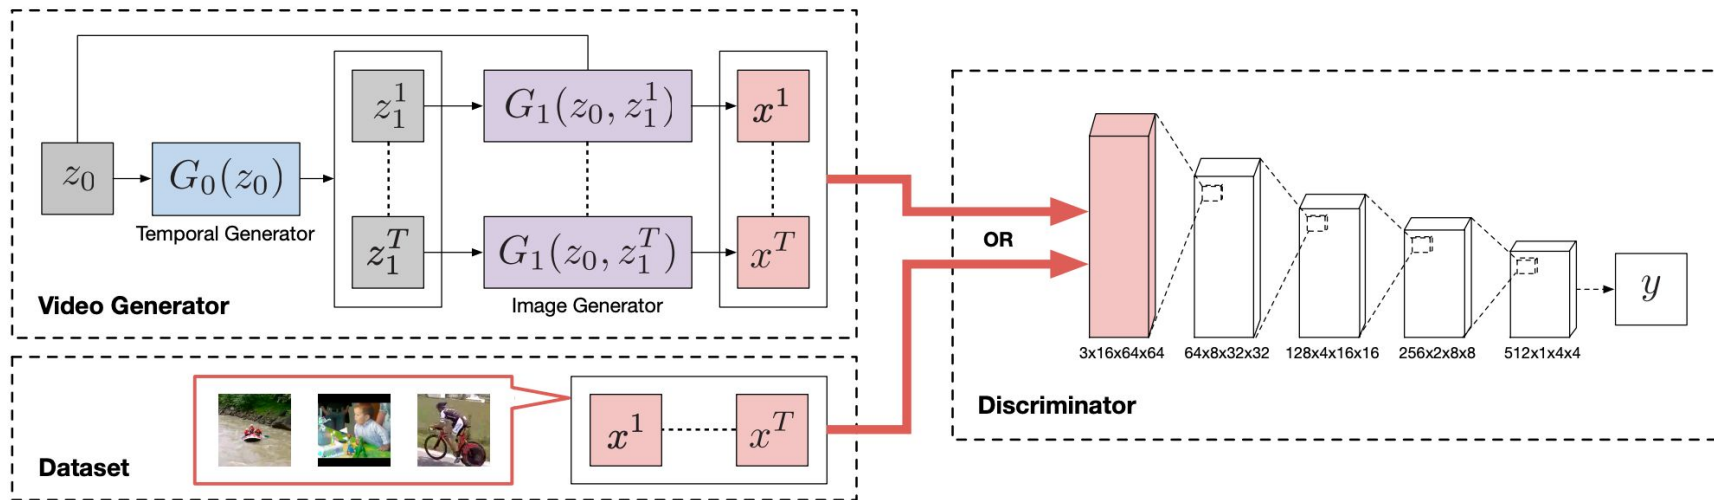 z_0
G_0(z_0)
Temporal Generator
z_1^1
z_1^T
G_1(z_0, z_1^1)
G_1(z_0, z_1^T)
Image Generator
x^1
x^T
Video Generator
x^1
x^T
Dataset
OR
3x16x64x64
64x8x32x32
128x4x16x16
256x2x8x8
512x1x4x4
y
Discriminator